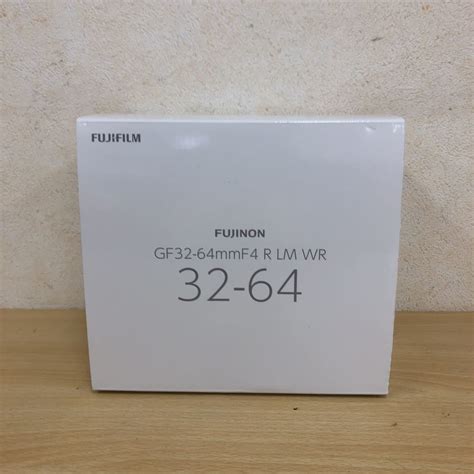 FUJIFILM
FUJINON
GF32-64mmF4 R LM WR
32-64